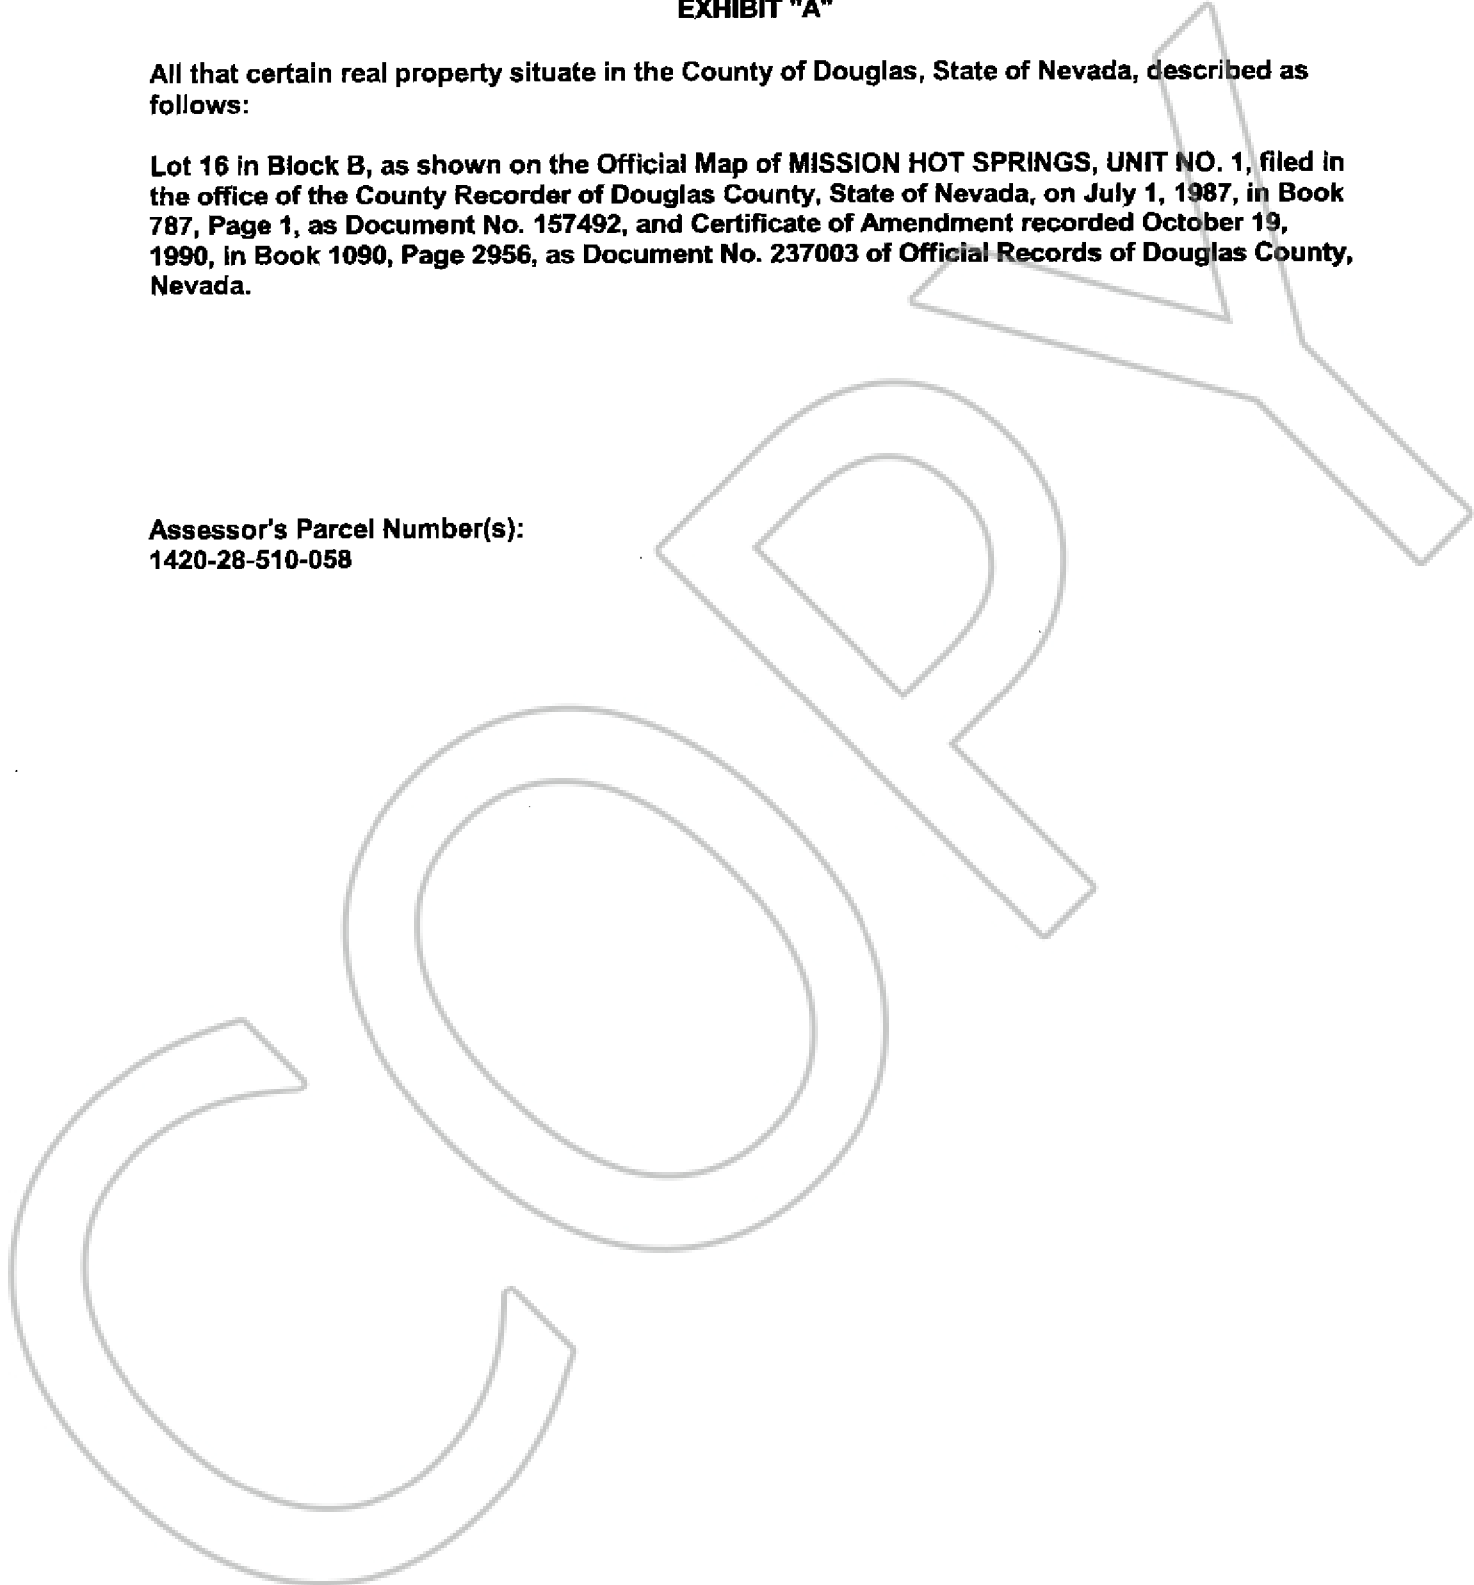 EXHIBIT "A"
All that certain real property situate in the County of Douglas, State of Nevada, described as
follows:
Lot 16 in Block B, as shown on the Official Map of MISSION HOT SPRINGS, UNIT NO. 1, filed in
the office of the County Recorder of Douglas County, State of Nevada, on July 1, 1987, in Book
787, Page 1, as Document No. 157492, and Certificate of Amendment recorded October 19,
1990, in Book 1090, Page 2956, as Document No. 237003 of Official Records of Douglas County,
Nevada.
Assessor's Parcel Number(s):
1420-28-510-058
COPY